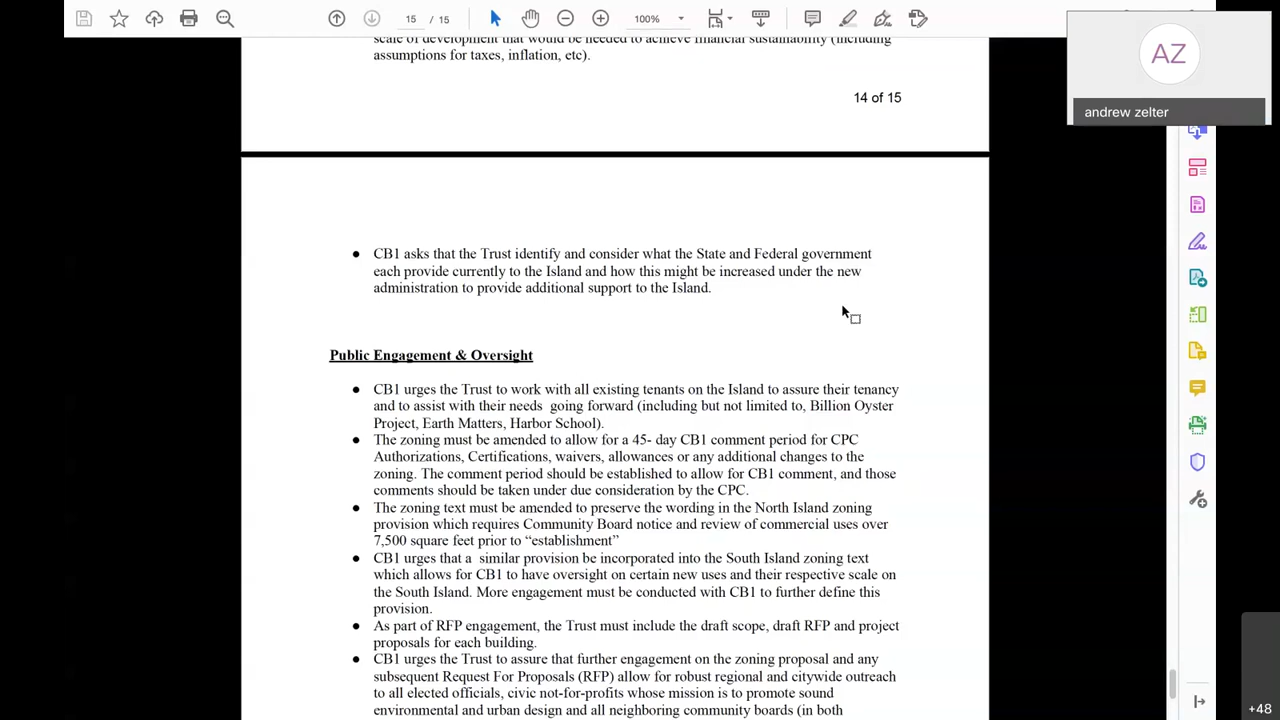 15 / 15
100%
AZ
andrew zelter
scale of development that would be needed to achieve financial sustainability (including
assumptions for taxes, inflation, etc).
14 of 15
● CB1 asks that the Trust identify and consider what the State and Federal government
each provide currently to the Island and how this might be increased under the new
administration to provide additional support to the Island.
Public Engagement & Oversight
● CB1 urges the Trust to work with all existing tenants on the Island to assure their tenancy
and to assist with their needs  going forward (including but not limited to, Billion Oyster
Project, Earth Matters, Harbor School).
● The zoning must be amended to allow for a 45- day CB1 comment period for CPC
Authorizations, Certifications, waivers, allowances or any additional changes to the
zoning. The comment period should be established to allow for CB1 comment, and those
comments should be taken under due consideration by the CPC.
● The zoning text must be amended to preserve the wording in the North Island zoning
provision which requires Community Board notice and review of commercial uses over
7,500 square feet prior to “establishment”
● CB1 urges that a  similar provision be incorporated into the South Island zoning text
which allows for CB1 to have oversight on certain new uses and their respective scale on
the South Island. More engagement must be conducted with CB1 to further define this
provision.
● As part of RFP engagement, the Trust must include the draft scope, draft RFP and project
proposals for each building.
● CB1 urges the Trust to assure that further engagement on the zoning proposal and any
subsequent Request For Proposals (RFP) allow for robust regional and citywide outreach
to all elected officials, civic not-for-profits whose mission is to promote sound
environmental and urban design and all neighboring community boards (in both
+48